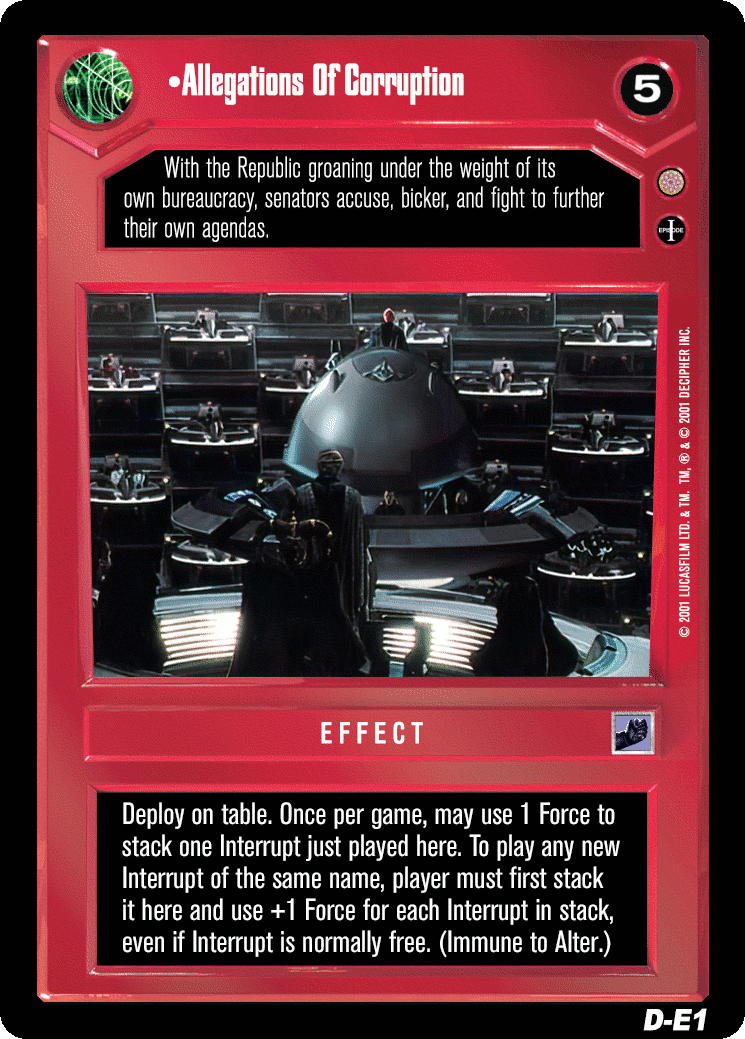 •Allegations Of Corruption
5
With the Republic groaning under the weight of its
own bureaucracy, senators accuse, bicker, and fight to further
their own agendas.
EPISODE I
© 2001 LUCASFILM LTD. & TM. TM, ® & © 2001 DECIPHER INC.
EFFECT
Deploy on table. Once per game, may use 1 Force to
stack one Interrupt just played here. To play any new
Interrupt of the same name, player must first stack
it here and use +1 Force for each Interrupt in stack,
even if Interrupt is normally free. (Immune to Alter.)
D-E1